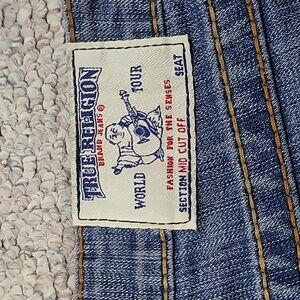 TRUE RELIGION
BRAND JEANS ®
WORLD TOUR
FASHION FOR THE SENSES
SECTION MID CUT OFF SEAT